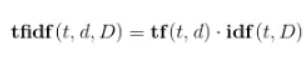 tfidf(t, d, D) = tf(t, d) · idf(t, D)